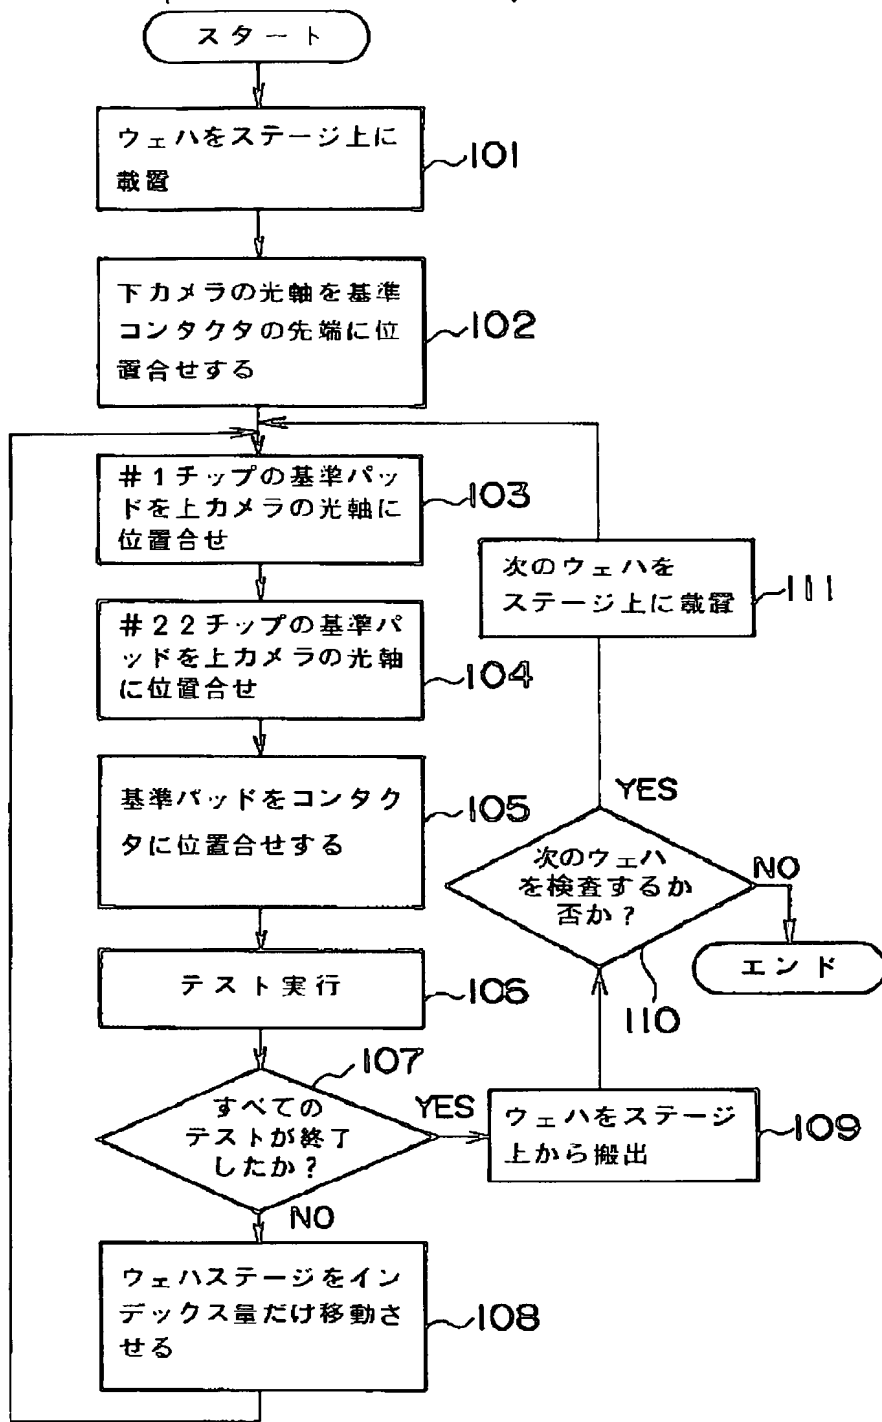 スタート
ウェハをステージ上に
載置
101
下カメラの光軸を基準
コンタクタの先端に位
置合せする
102
#1チップの基準パッ
ドを上カメラの光軸に
位置合せ
103
#22チップの基準パ
ッドを上カメラの光軸
に位置合せ
104
基準パッドをコンタク
タに位置合せする
105
テスト実行
106
すべての
テストが終了
したか?
107
YES
NO
ウェハステージをイン
デックス量だけ移動さ
せる
108
ウェハをステージ
上から搬出
109
次のウェハ
を検査するか
否か?
110
YES
NO
エンド
次のウェハを
ステージ上に載置
111